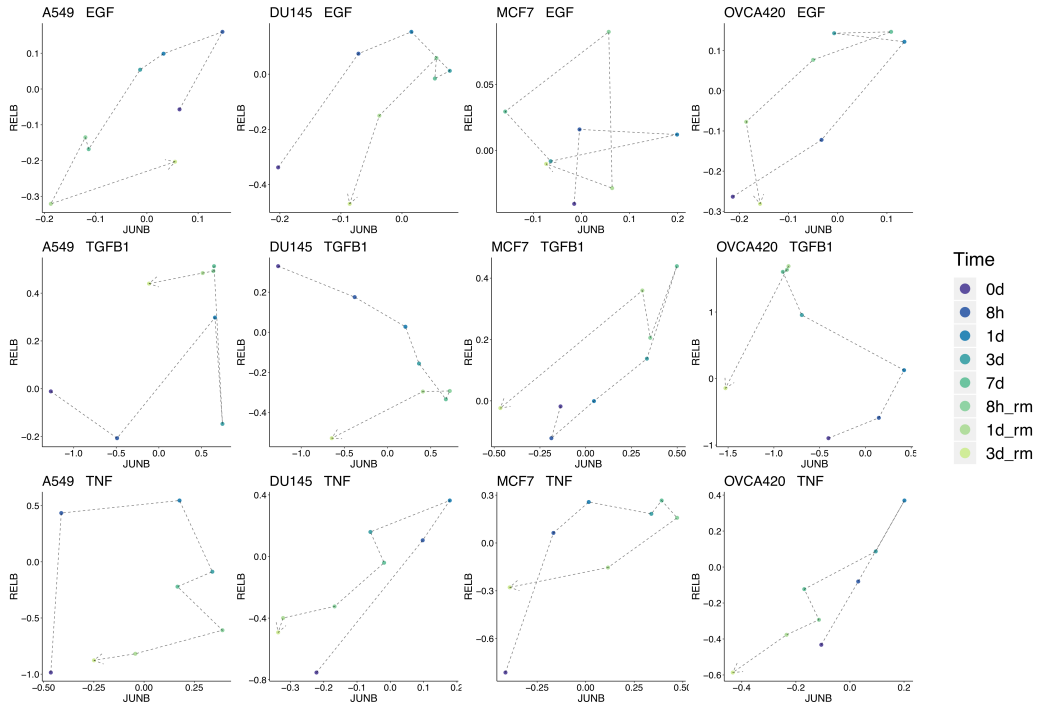 A549 EGF
DU145 EGF
MCF7 EGF
OVCA420 EGF
RELB
0.1
0.0
−0.1
−0.2
−0.3
−0.2 −0.1 0.0 0.1
JUNB
RELB
0.0
−0.2
−0.4
−0.2 −0.1 0.0
JUNB
RELB
0.05
0.00
−0.1 0.0 0.1 0.2
JUNB
RELB
0.1
0.0
−0.1
−0.2
−0.3
−0.2 −0.1 0.0 0.1
JUNB
A549 TGFB1
DU145 TGFB1
MCF7 TGFB1
OVCA420 TGFB1
RELB
0.4
0.2
0.0
−0.2
−1.0 −0.5 0.0 0.5
JUNB
RELB
0.2
0.0
−0.2
−0.4
−1.0 −0.5 0.0 0.5
JUNB
RELB
0.4
0.2
0.0
−0.50 −0.25 0.00 0.25 0.50
JUNB
RELB
1
0
−1
−1.5 −1.0 −0.5 0.0 0.5
JUNB
A549 TNF
DU145 TNF
MCF7 TNF
OVCA420 TNF
RELB
0.5
0.0
−0.5
−1.0
−0.50 −0.25 0.00 0.25
JUNB
RELB
0.4
0.0
−0.4
−0.8
−0.3 −0.2 −0.1 0.0 0.1
JUNB
RELB
0.3
0.0
−0.3
−0.6
−0.25 0.00 0.25
JUNB
RELB
0.4
0.2
0.0
−0.2
−0.4
−0.6
−0.4 −0.2 0.0 0.2
JUNB
Time
0d
8h
1d
3d
7d
8h_rm
1d_rm
3d_rm